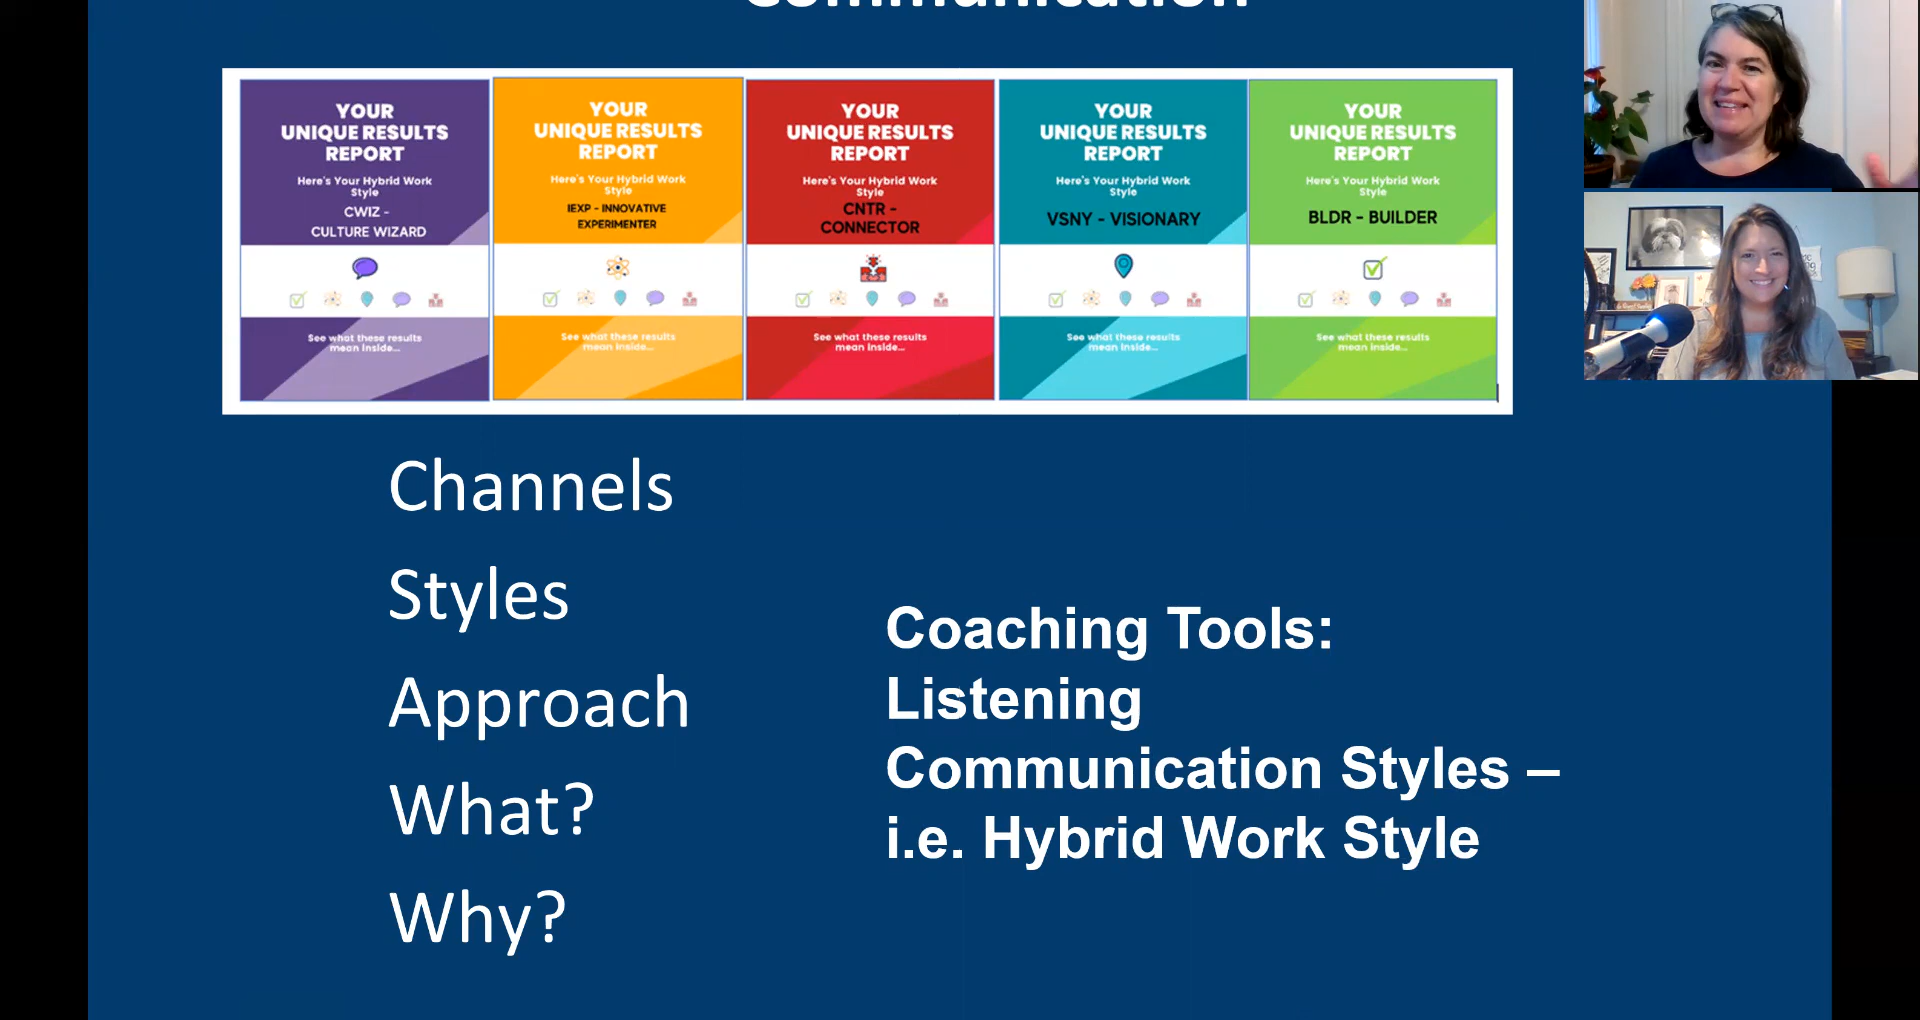 Communication
YOUR
UNIQUE RESULTS
REPORT
Here's Your Hybrid Work
Style
CWIZ -
CULTURE WIZARD
See what these results
mean inside...
YOUR
UNIQUE RESULTS
REPORT
Here's Your Hybrid Work
Style
IEXP - INNOVATIVE
EXPERIMENTER
See what these results
mean inside...
YOUR
UNIQUE RESULTS
REPORT
Here's Your Hybrid Work
Style
CNTR -
CONNECTOR
See what these results
mean inside...
YOUR
UNIQUE RESULTS
REPORT
Here's Your Hybrid Work
Style
VSNY - VISIONARY
See what these results
mean inside...
YOUR
UNIQUE RESULTS
REPORT
Here's Your Hybrid Work
Style
BLDR - BUILDER
See what these results
mean inside...
Channels
Styles
Approach
What?
Why?
Coaching Tools:
Listening
Communication Styles –
i.e. Hybrid Work Style